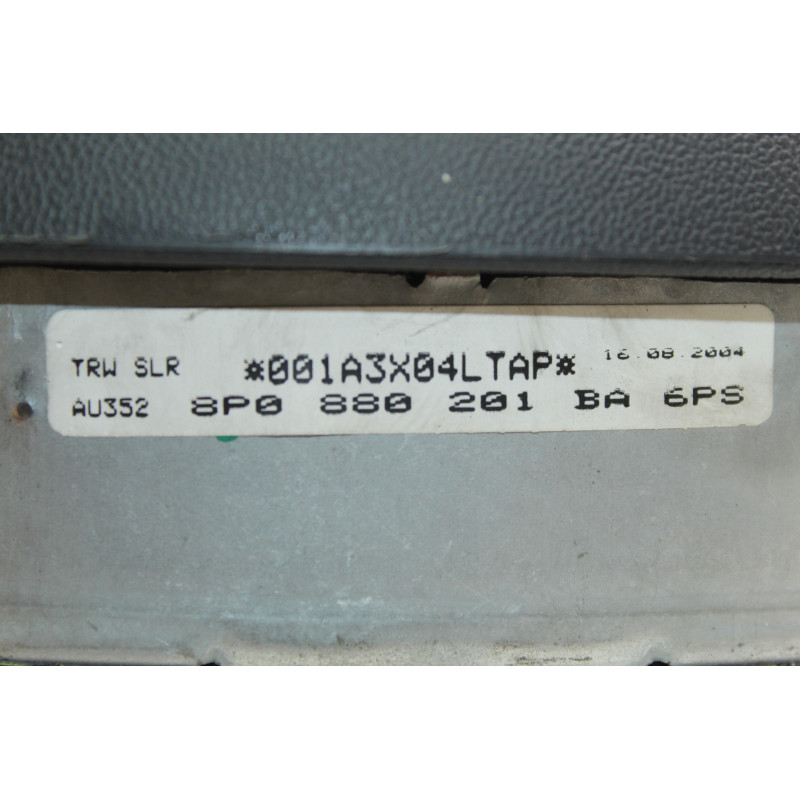 TRW SLR *001A3X04LTAP* 16.08.2004
AU352 8P0 880 201 BA 6PS